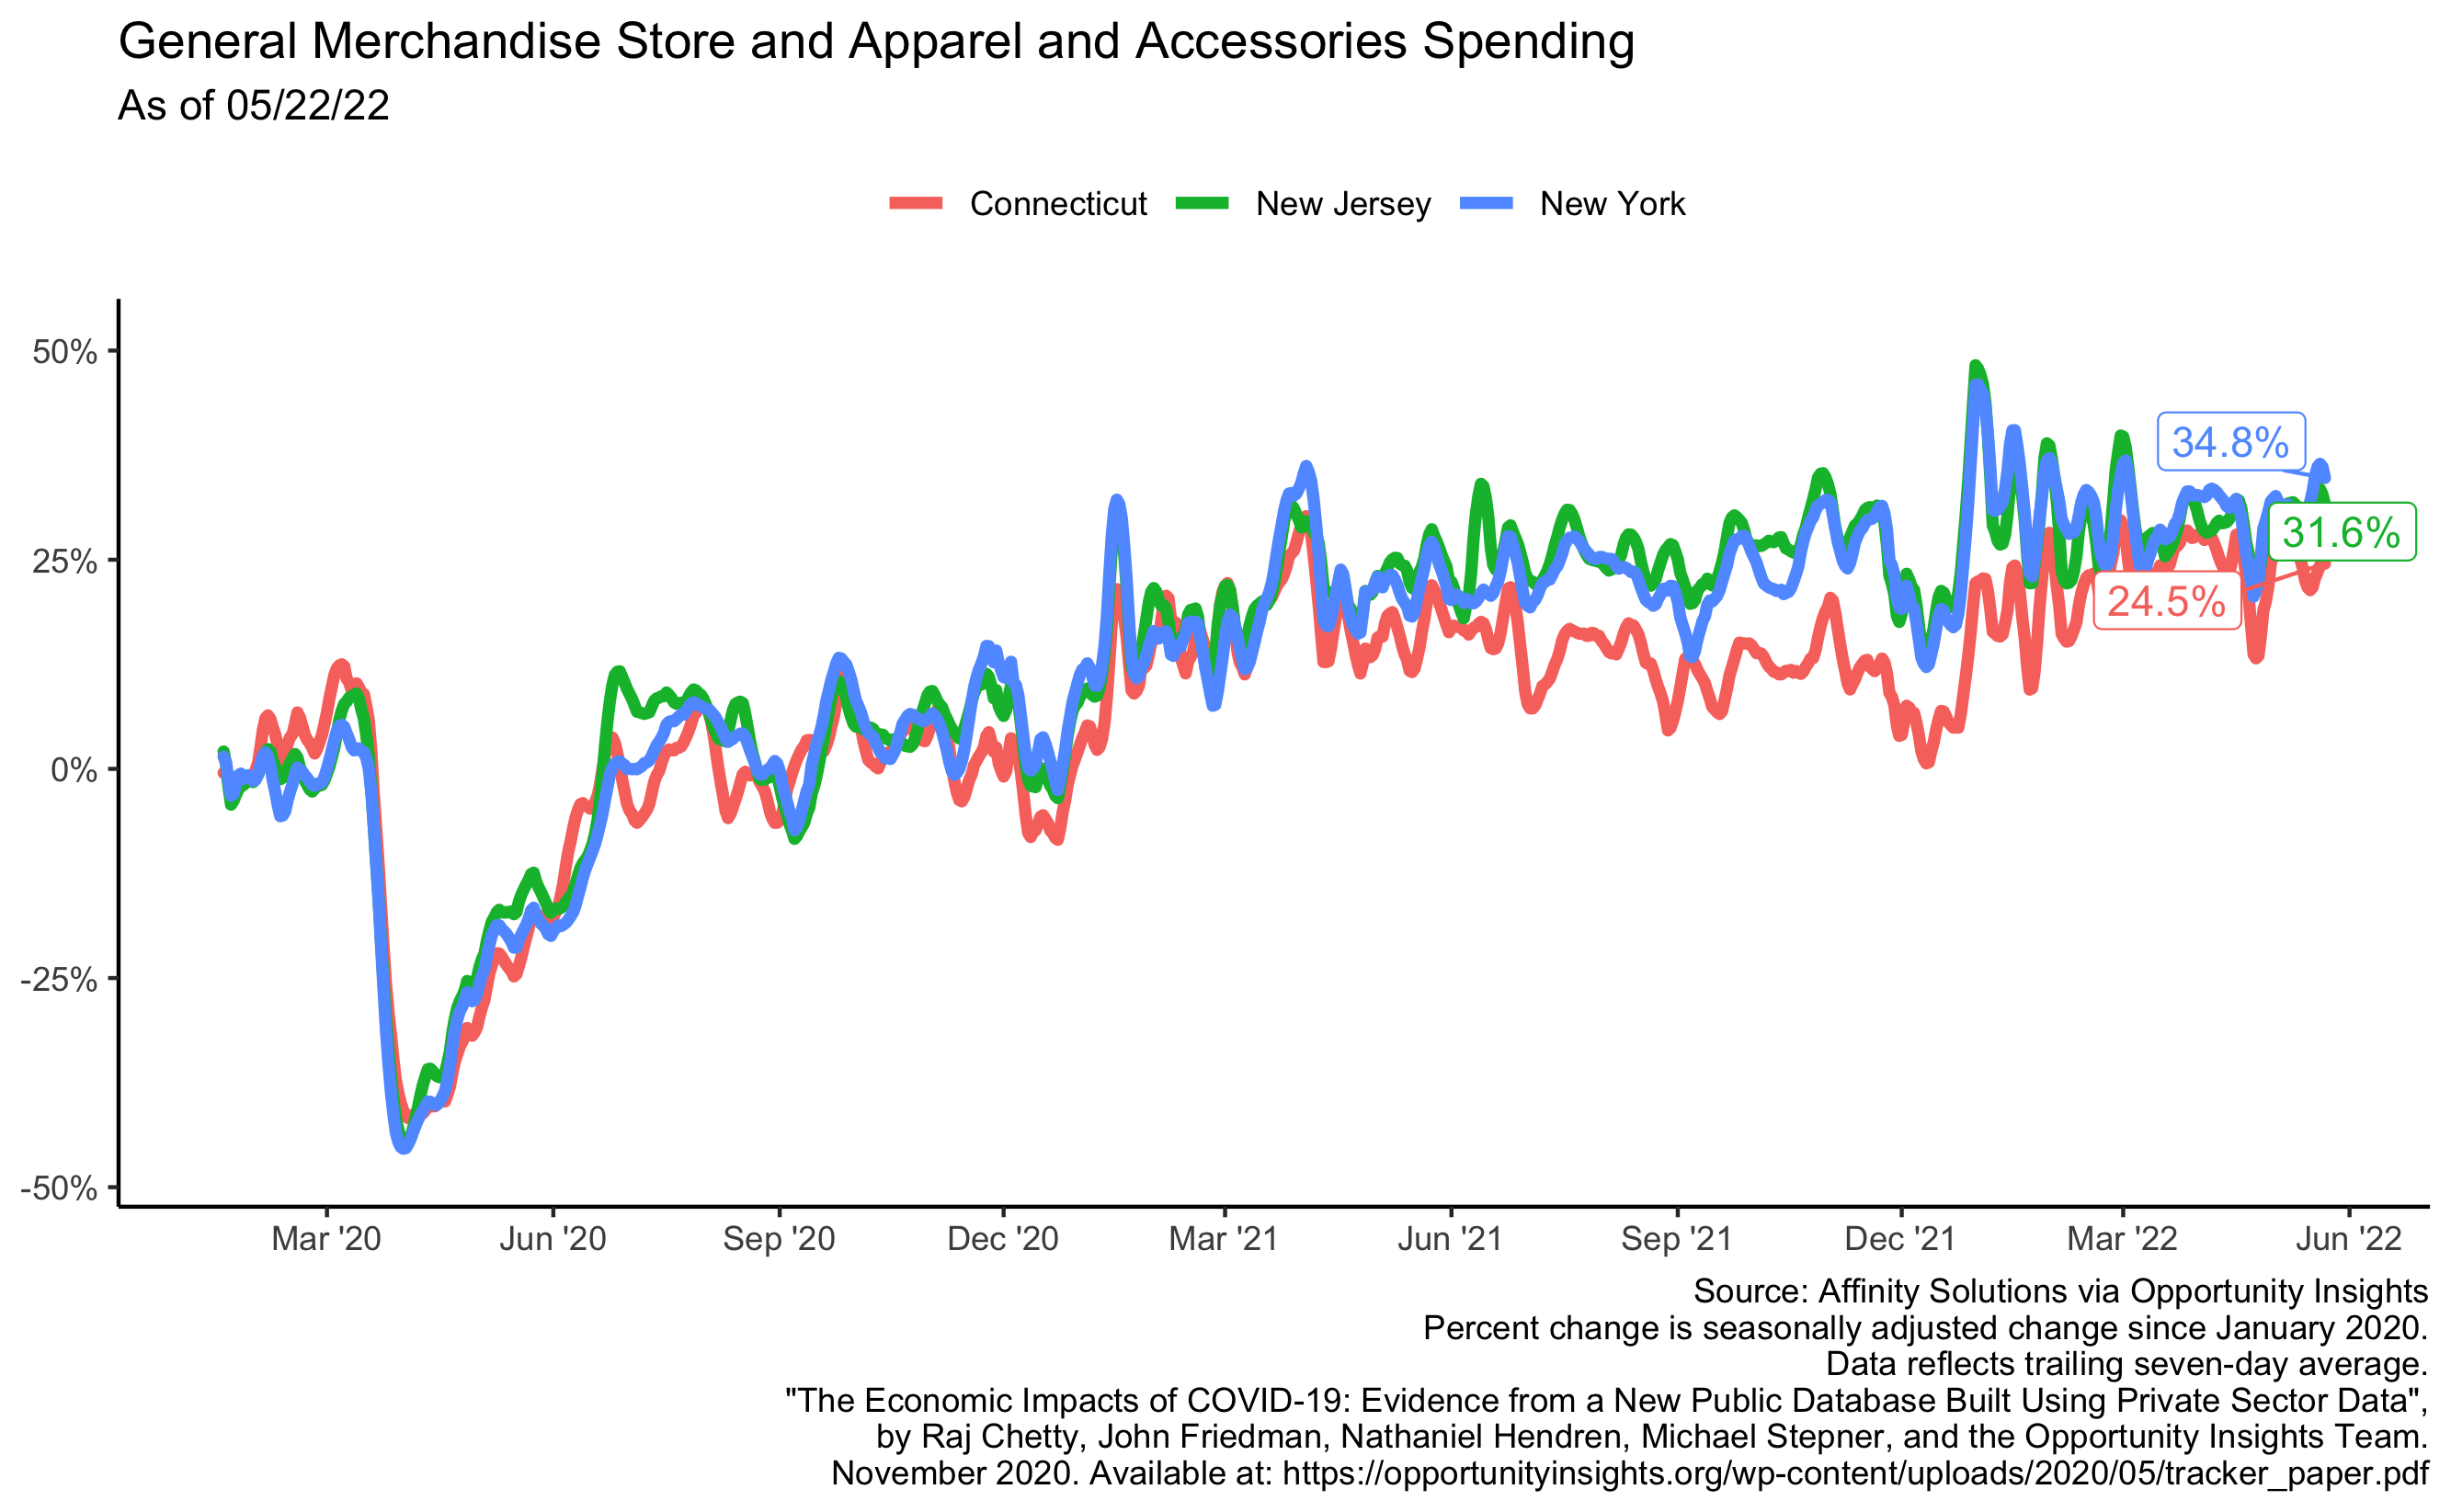 General Merchandise Store and Apparel and Accessories Spending
As of 05/22/22
Connecticut New Jersey New York
50%
34.8%
31.6%
25%
24.5%
0%
-25%
-50%
Mar '20 Jun '20 Sep '20 Dec '20 Mar '21 Jun '21 Sep '21 Dec '21 Mar '22 Jun '22
Source: Affinity Solutions via Opportunity Insights
Percent change is seasonally adjusted change since January 2020.
Data reflects trailing seven-day average.
"The Economic Impacts of COVID-19: Evidence from a New Public Database Built Using Private Sector Data",
by Raj Chetty, John Friedman, Nathaniel Hendren, Michael Stepner, and the Opportunity Insights Team.
November 2020. Available at: https://opportunityinsights.org/wp-content/uploads/2020/05/tracker_paper.pdf